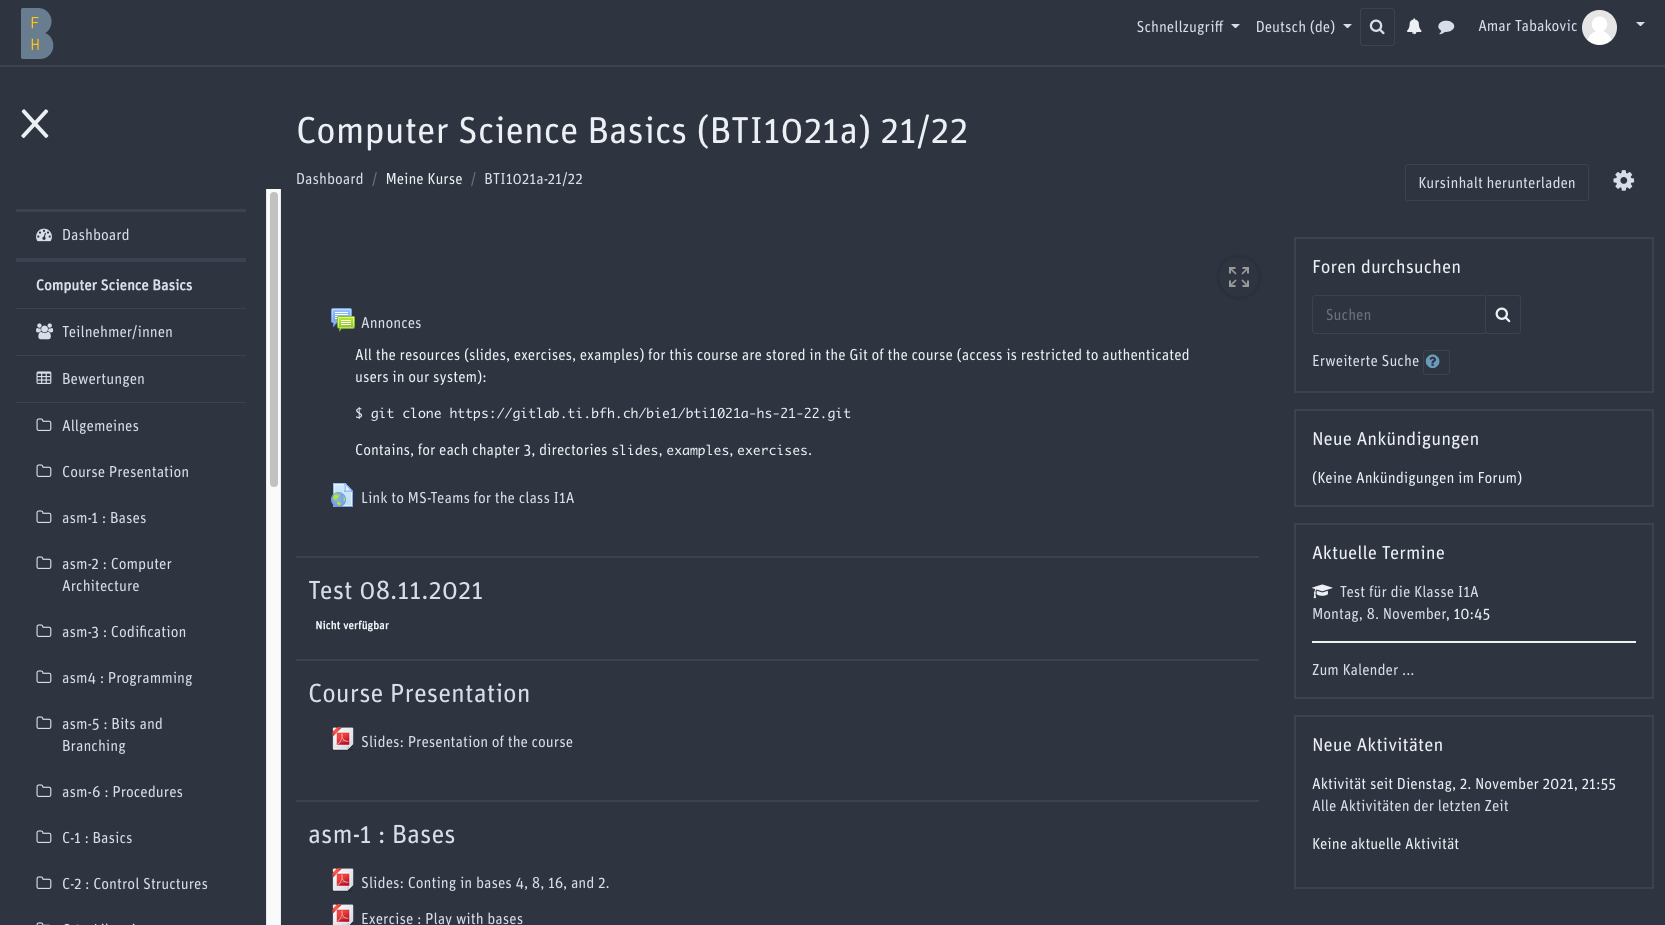 F
H
Schnellzugriff
Deutsch (de)
Amar Tabakovic
Computer Science Basics (BTI1021a) 21/22
Dashboard / Meine Kurse / BTI1021a-21/22
Kursinhalt herunterladen
Dashboard
Computer Science Basics
Teilnehmer/innen
Bewertungen
Allgemeines
Course Presentation
asm-1 : Bases
asm-2 : Computer
Architecture
asm-3 : Codification
asm4 : Programming
asm-5 : Bits and
Branching
asm-6 : Procedures
C-1 : Basics
C-2 : Control Structures
Annonces
All the resources (slides, exercises, examples) for this course are stored in the Git of the course (access is restricted to authenticated
users in our system):
$ git clone https://gitlab.ti.bfh.ch/bie1/bti1021a-hs-21-22.git
Contains, for each chapter 3, directories slides, examples, exercises.
Link to MS-Teams for the class I1A
Test 08.11.2021
Nicht verfügbar
Course Presentation
Slides: Presentation of the course
asm-1 : Bases
Slides: Conting in bases 4, 8, 16, and 2.
Exercise : Play with bases
Foren durchsuchen
Suchen
Erweiterte Suche
Neue Ankündigungen
(Keine Ankündigungen im Forum)
Aktuelle Termine
Test für die Klasse I1A
Montag, 8. November, 10:45
Zum Kalender ...
Neue Aktivitäten
Aktivität seit Dienstag, 2. November 2021, 21:55
Alle Aktivitäten der letzten Zeit
Keine aktuelle Aktivität